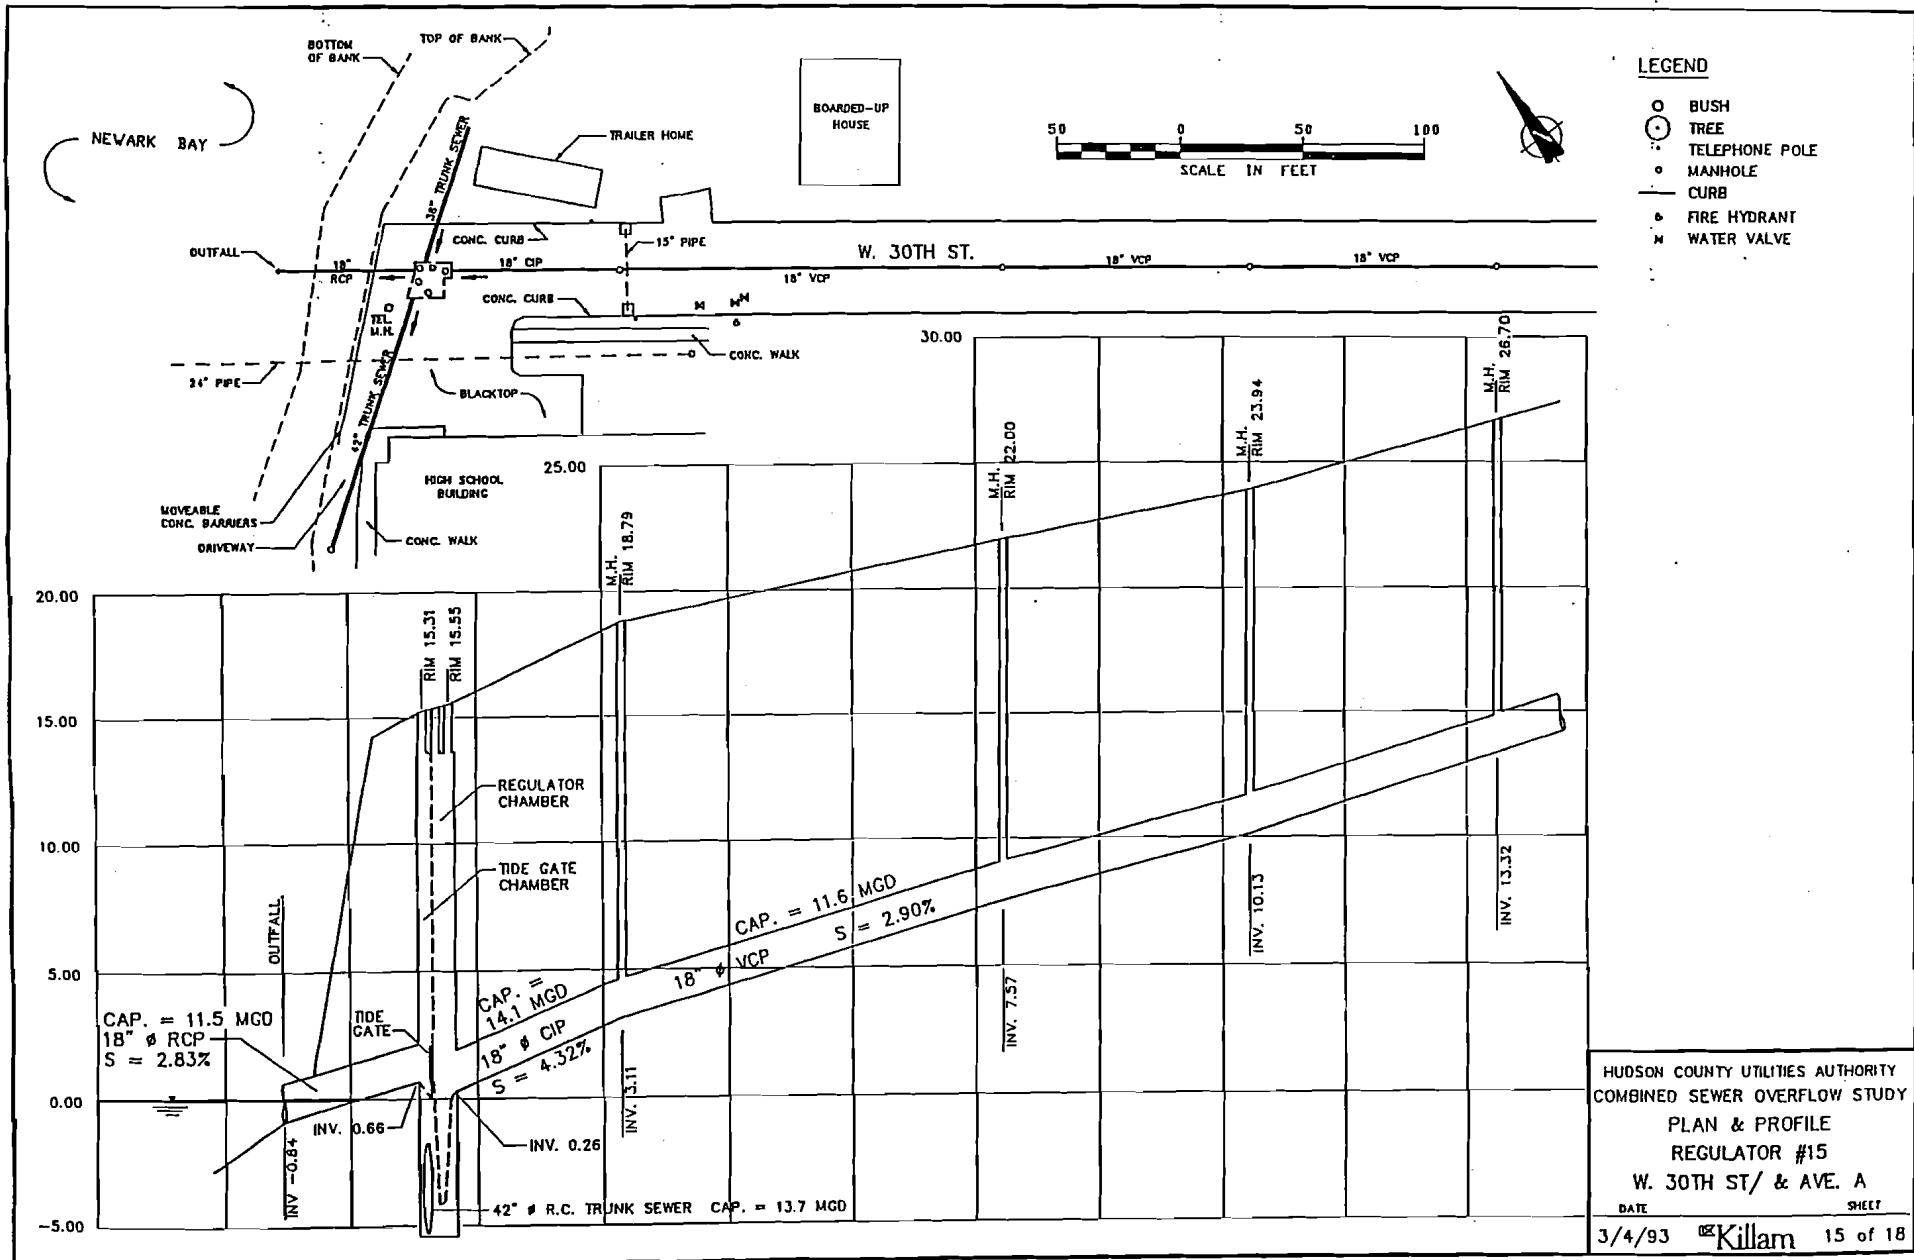 BOTTOM
OF BANK
TOP OF BANK
NEWARK BAY
36" TRUNK SEWER
TRAILER HOME
BOARDED-UP
HOUSE
50 0 50 100
SCALE IN FEET
LEGEND
BUSH
TREE
TELEPHONE POLE
MANHOLE
CURB
FIRE HYDRANT
WATER VALVE
OUTFALL
18"
RCP
CONC. CURB
18" CIP
15" PIPE
W. 30TH ST.
18" VCP
18" VCP
18" VCP
CONC. CURB
TEL.
M.H.
24" PIPE
42" TRUNK SEWER
BLACKTOP
CONC. WALK
HIGH SCHOOL
BUILDING
MOVEABLE
CONC. BARRIERS
DRIVEWAY
CONC. WALK
30.00
25.00
20.00
15.00
10.00
5.00
0.00
-5.00
RIM 15.31
RIM 15.55
M.H.
RIM 18.79
M.H.
RIM 22.00
M.H.
RIM 23.94
M.H.
RIM 26.70
REGULATOR
CHAMBER
TIDE GATE
CHAMBER
OUTFALL
TIDE
GATE
CAP. = 11.5 MGD
18" ø RCP
S = 2.83%
CAP. =
14.1 MGD
18" ø CIP
S = 4.32%
CAP. = 11.6 MGD
18" ø VCP
S = 2.90%
INV -0.84
INV. 0.66
INV. 0.26
INV. 3.11
INV. 7.57
INV. 10.13
INV. 13.32
42" ø R.C. TRUNK SEWER CAP. = 13.7 MGD
HUDSON COUNTY UTILITIES AUTHORITY
COMBINED SEWER OVERFLOW STUDY
PLAN & PROFILE
REGULATOR #15
W. 30TH ST/ & AVE. A
DATE SHEET
3/4/93 Killam 15 of 18